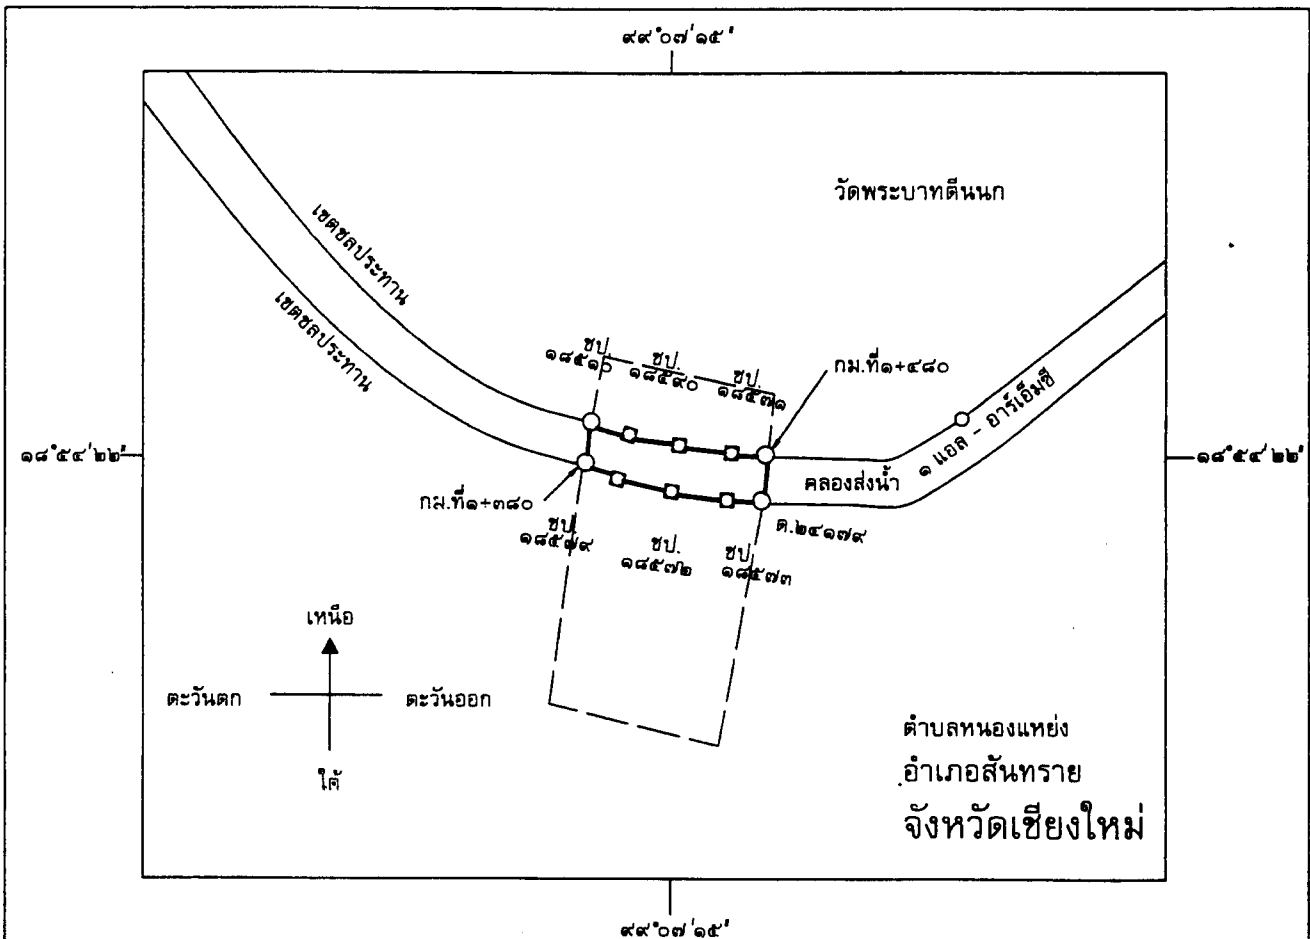 ๙๙°๐๗'๑๕"
วัดพระบาทตีนนก
เขตชลประทาน
เขตชลประทาน
ชป.
๑๘๕๑๐
ชป.
๑๘๕๙๐
ชป.
๑๘๕๗๑
กม.ที่๑+๔๘๐
๑๘°๕๔'๒๒"
๑๘°๕๔'๒๒"
๑ แอล - อาร์เอ็มซี
คลองส่งน้ำ
กม.ที่๑+๓๘๐
ต.๒๔๑๗๙
ชป.
๑๘๕๗๙
ชป.
๑๘๕๗๒
ชป.
๑๘๕๗๓
เหนือ
ตะวันตก
ตะวันออก
ใต้
ตำบลหนองแหย่ง
อำเภอสันทราย
จังหวัดเชียงใหม่
๙๙°๐๗'๑๕"